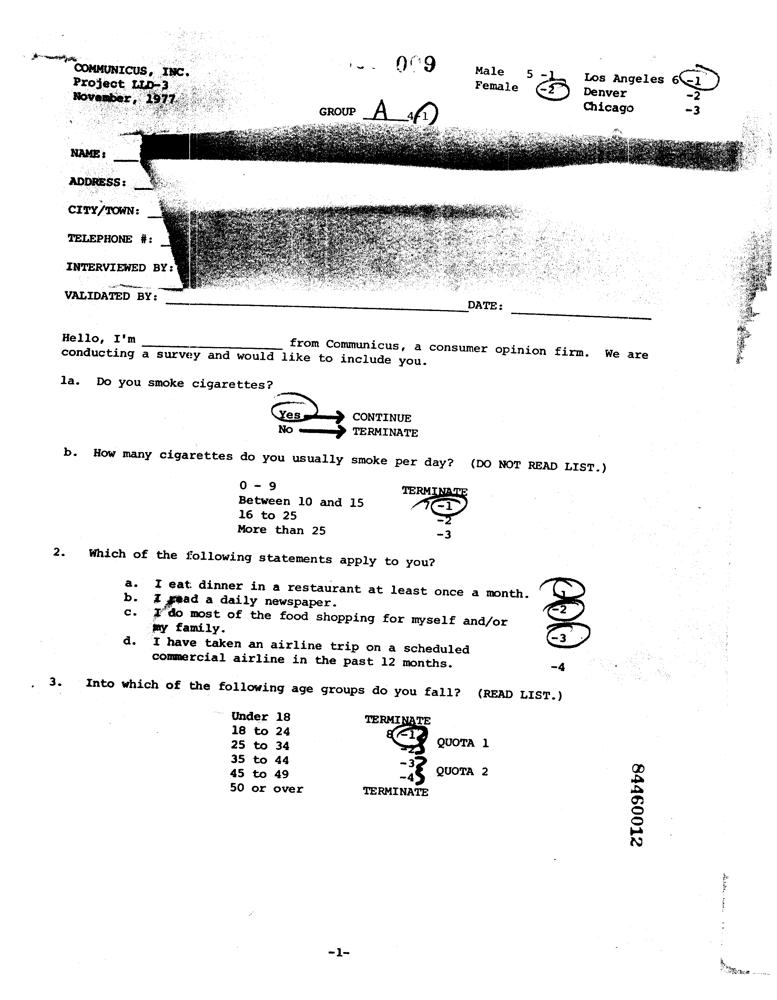 COMMUNICUS, INC.
Project LLD-3
November, 1977
009
Male 5 -1
Female -2
Los Angeles 6 -1
Denver -2
Chicago -3
GROUP A 4(1)
NAME:
ADDRESS:
CITY/TOWN:
TELEPHONE #:
INTERVIEWED BY:
VALIDATED BY: DATE:
Hello, I'm from Communicus, a consumer opinion firm. We are
conducting a survey and would like to include you.
1a. Do you smoke cigarettes?
Yes CONTINUE
No TERMINATE
b. How many cigarettes do you usually smoke per day? (DO NOT READ LIST.)
0 - 9 TERMINATE
Between 10 and 15 7 -1
16 to 25 -2
More than 25 -3
2. Which of the following statements apply to you?
a. I eat dinner in a restaurant at least once a month. 1
b. I read a daily newspaper. -2
c. I do most of the food shopping for myself and/or
my family. -3
d. I have taken an airline trip on a scheduled
commercial airline in the past 12 months. -4
3. Into which of the following age groups do you fall? (READ LIST.)
Under 18 TERMINATE
18 to 24 8 -1
25 to 34 -2 QUOTA 1
35 to 44 -3
45 to 49 -4 QUOTA 2
50 or over TERMINATE
84460012
-1-